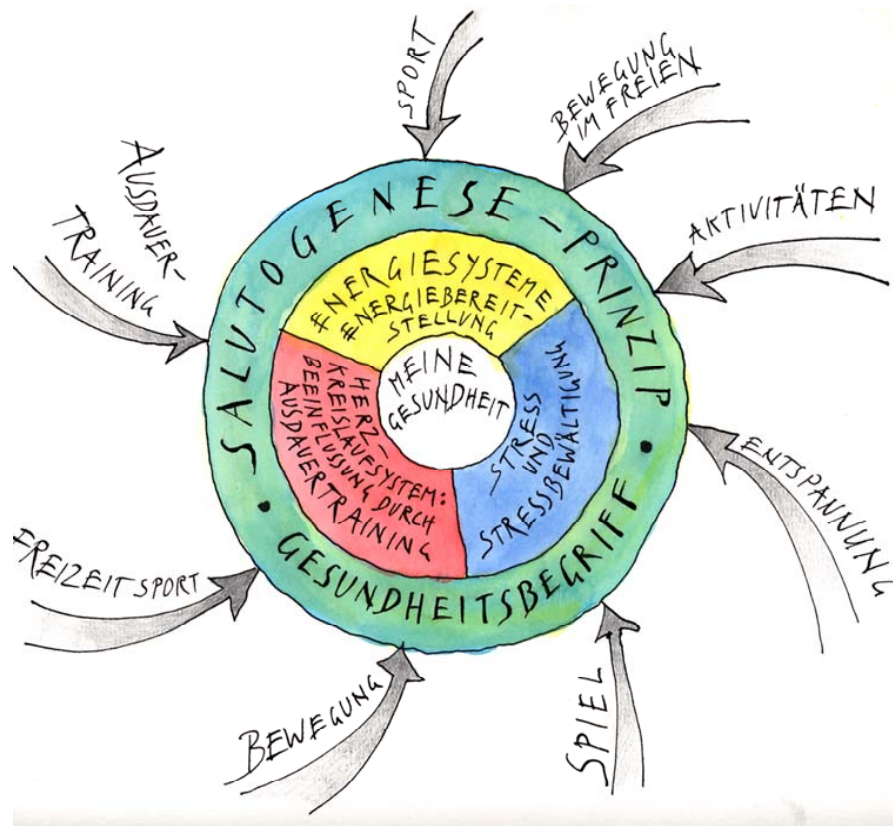 SPORT
BEWEGUNG
IM FREIEN
AKTIVITÄTEN
ENTSPANNUNG
SPIEL
BEWEGUNG
FREIZEITSPORT
AUSDAUER-
TRAINING
SALUTOGENESE-PRINZIP •
GESUNDHEITSBEGRIFF •
ENERGIESYSTEME
ENERGIEBEREIT-
STELLUNG
STRESS
UND
STRESSBEWÄLTIGUNG
HERZ-
KREISLAUFSYSTEM:
BEEINFLUSSUNG DURCH
AUSDAUERTRAINING
MEINE
GESUNDHEIT